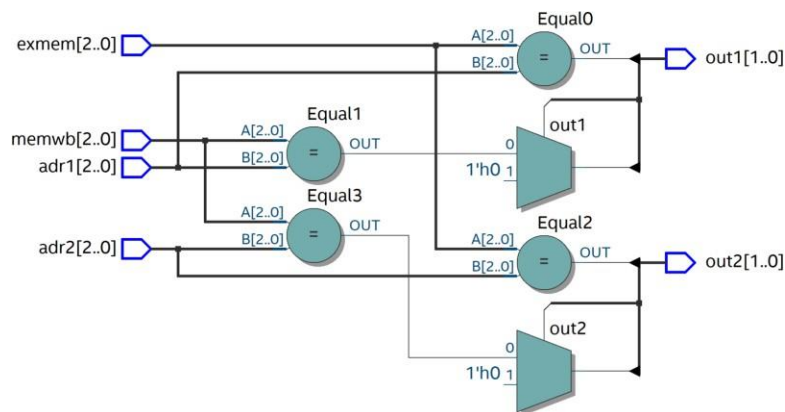 Equal0
exmem[2..0]
A[2..0]
OUT
out1[1..0]
B[2..0]
=
Equal1
out1
memwb[2..0]
A[2..0]
OUT
0
adr1[2..0]
B[2..0]
=
1'h0 1
Equal3
Equal2
A[2..0]
OUT
A[2..0]
OUT
adr2[2..0]
B[2..0]
=
B[2..0]
=
out2[1..0]
out2
0
1'h0 1